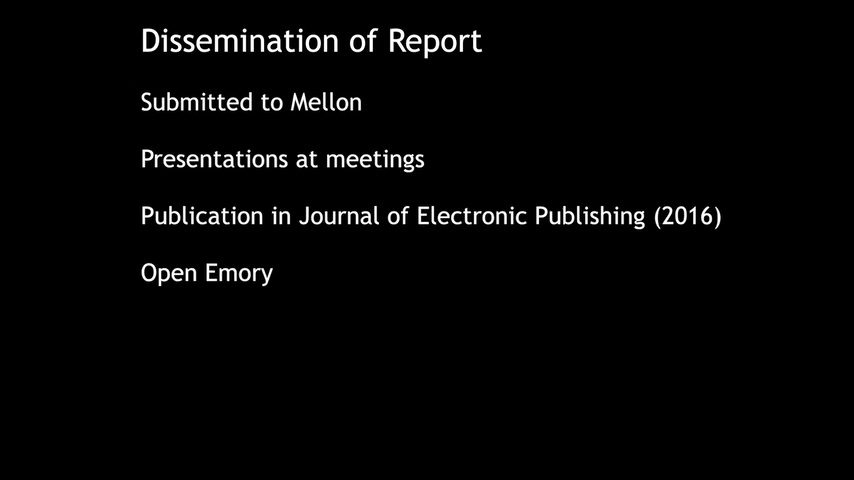 Dissemination of Report
Submitted to Mellon
Presentations at meetings
Publication in Journal of Electronic Publishing (2016)
Open Emory